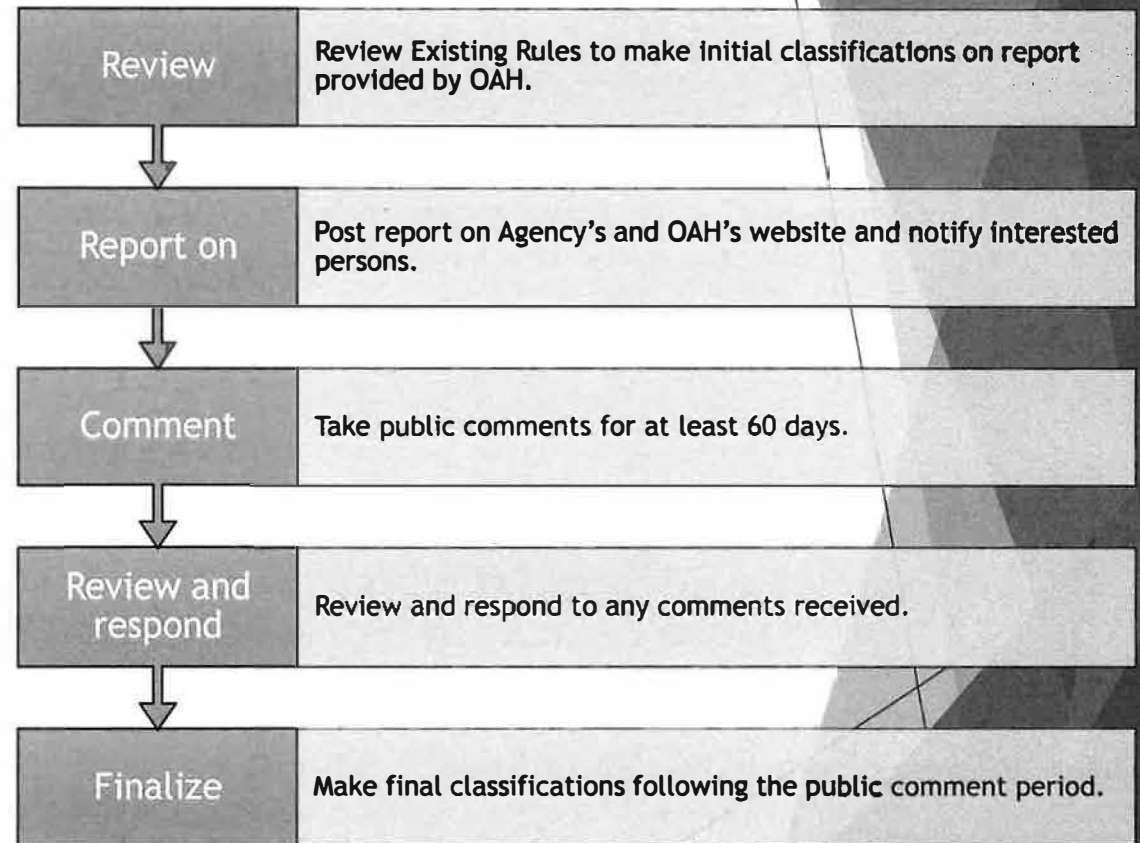 Review
Review Existing Rules to make initial classifications on report
provided by OAH.
Report on
Post report on Agency's and OAH's website and notify interested
persons.
Comment
Take public comments for at least 60 days.
Review and
respond
Review and respond to any comments received.
Finalize
Make final classifications following the public comment period.